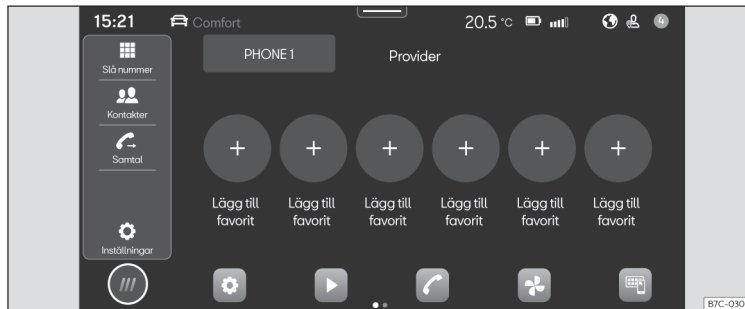 15:21 Comfort 20.5 °C 4
PHONE 1 Provider
Slå nummer
Kontakter
Samtal
Inställningar
Lägg till favorit
Lägg till favorit
Lägg till favorit
Lägg till favorit
Lägg till favorit
Lägg till favorit
B7C-030